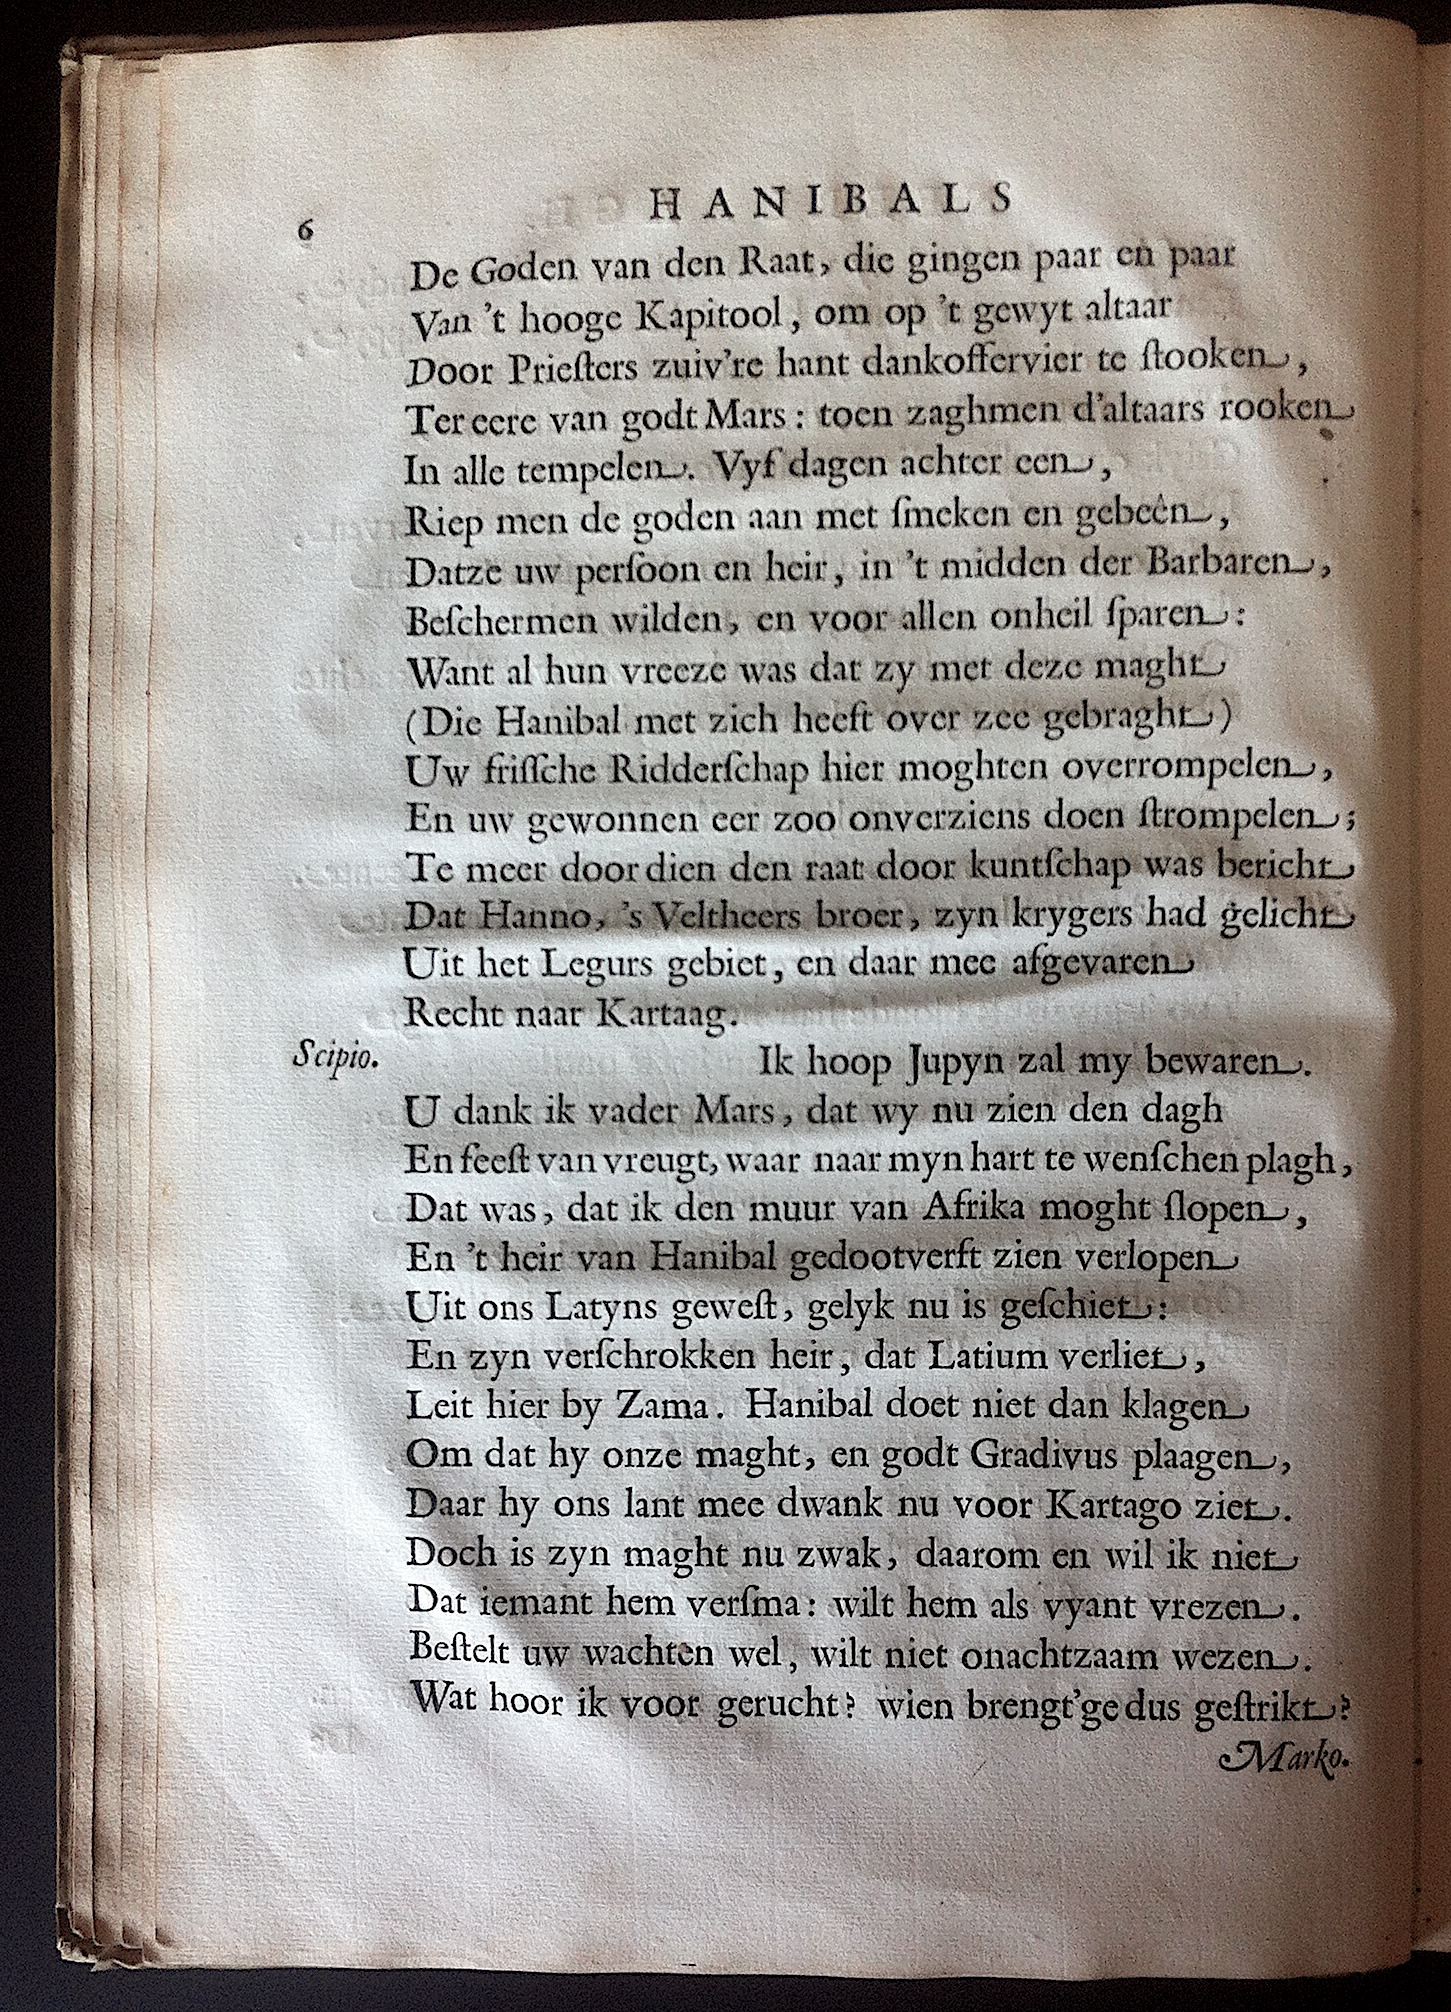 6
HANIBALS
De Goden van den Raat, die gingen paar en paar
Van 't hooge Kapitool, om op 't gewyt altaar
Door Prieſters zuiv're hant dankoffervier te ſtooken,
Ter eere van godt Mars: toen zaghmen d'altaars rooken
In alle tempelen. Vyf dagen achter een,
Riep men de goden aan met ſmeken en gebeên,
Datze uw perſoon en heir, in 't midden der Barbaren,
Beſchermen wilden, en voor allen onheil ſparen:
Want al hun vreeze was dat zy met deze maght
(Die Hanibal met zich heeft over zee gebraght)
Uw friſſche Ridderſchap hier moghten overrompelen,
En uw gewonnen eer zoo onverziens doen ſtrompelen;
Te meer doordien den raat door kuntſchap was bericht
Dat Hanno, 's Veltheers broer, zyn krygers had gelicht
Uit het Legurs gebiet, en daar mee afgevaren
Recht naar Kartaag.
Scipio. Ik hoop Jupyn zal my bewaren.
U dank ik vader Mars, dat wy nu zien den dagh
En feeſt van vreugt, waar naar myn hart te wenſchen plagh,
Dat was, dat ik den muur van Afrika moght ſlopen,
En 't heir van Hanibal gedootverft zien verlopen
Uit ons Latyns geweſt, gelyk nu is geſchiet:
En zyn verſchrokken heir, dat Latium verliet,
Leit hier by Zama. Hanibal doet niet dan klagen
Om dat hy onze maght, en godt Gradivus plaagen,
Daar hy ons lant mee dwank nu voor Kartago ziet.
Doch is zyn maght nu zwak, daarom en wil ik niet
Dat iemant hem verſma: wilt hem als vyant vrezen.
Beſtelt uw wachten wel, wilt niet onachtzaam wezen.
Wat hoor ik voor gerucht? wien brengt'ge dus geſtrikt?
Marko.